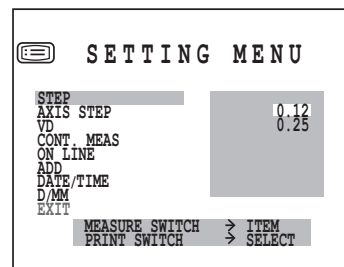 SETTING MENU
STEP
AXIS STEP 0.12
VD 0.25
CONT. MEAS
ON LINE
ADD
DATE/TIME
D/MM
EXIT
MEASURE SWITCH → ITEM
PRINT SWITCH → SELECT